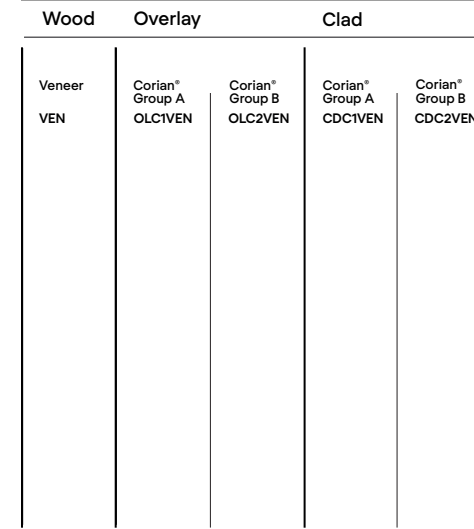 Wood Overlay Clad
Veneer Corian® Group A Corian® Group B Corian® Group A Corian® Group B
VEN OLC1VEN OLC2VEN CDC1VEN CDC2VEN